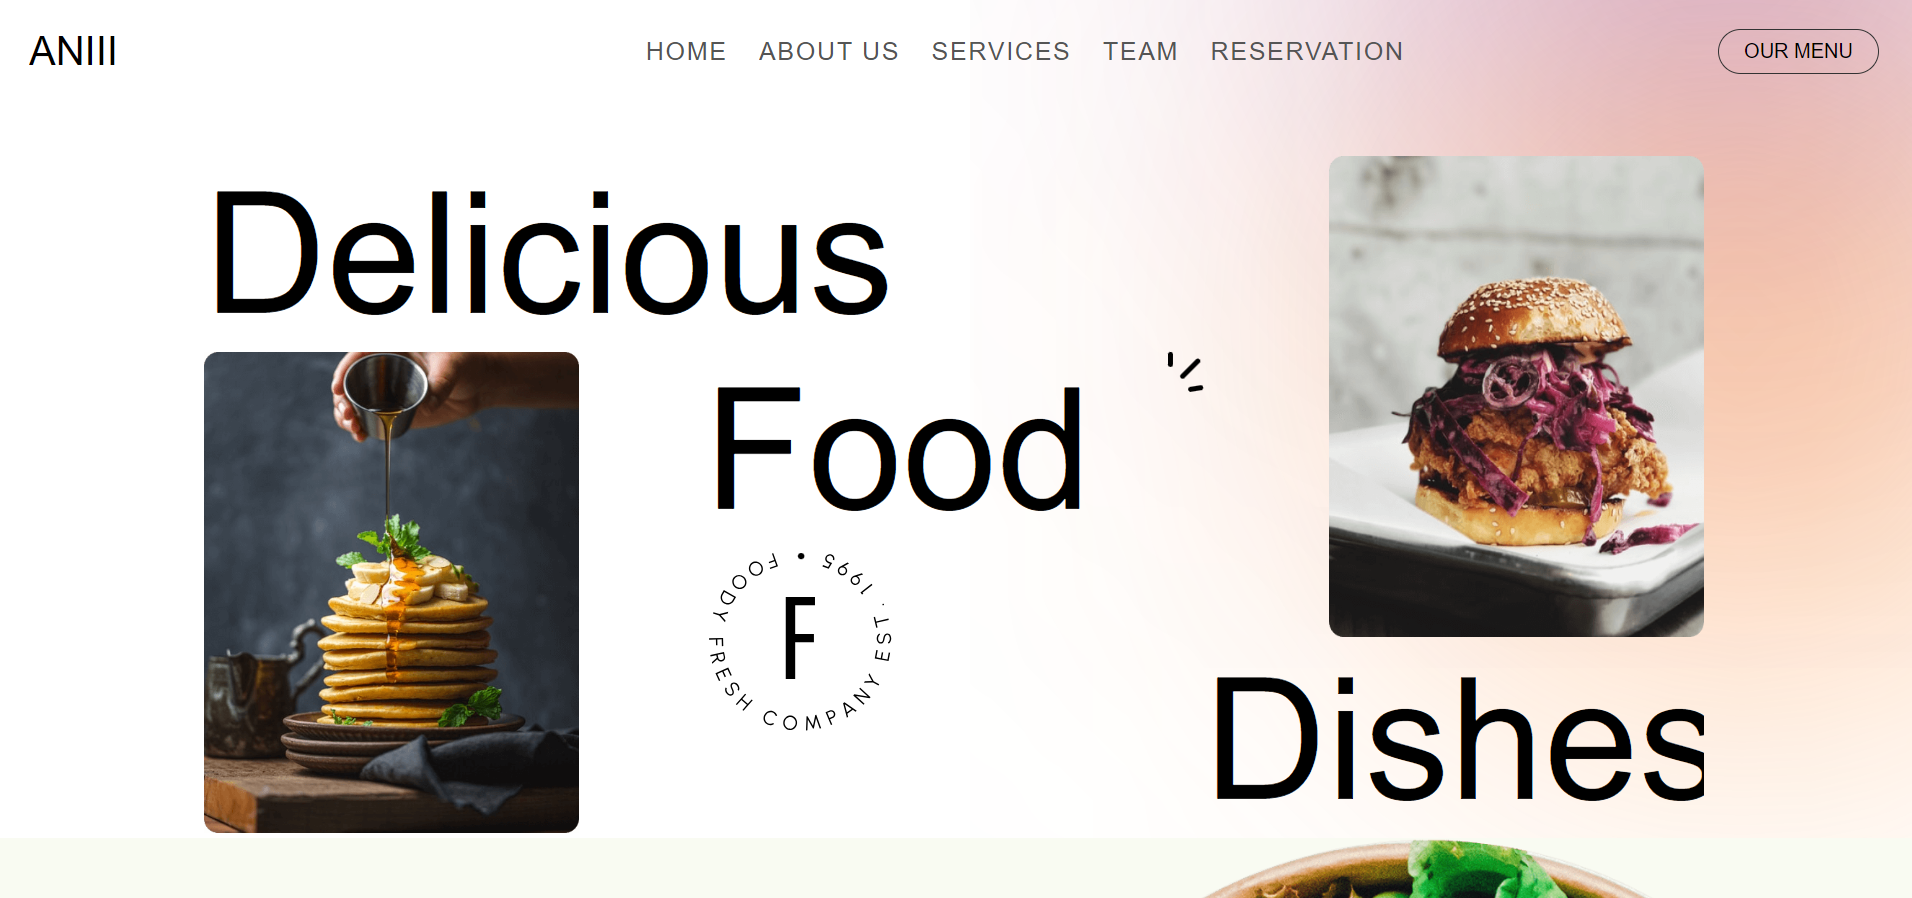 ANIII
HOME ABOUT US SERVICES TEAM RESERVATION
OUR MENU
Delicious
Food
FOODY FRESH COMPANY EST. 1995 •
F
Dishes